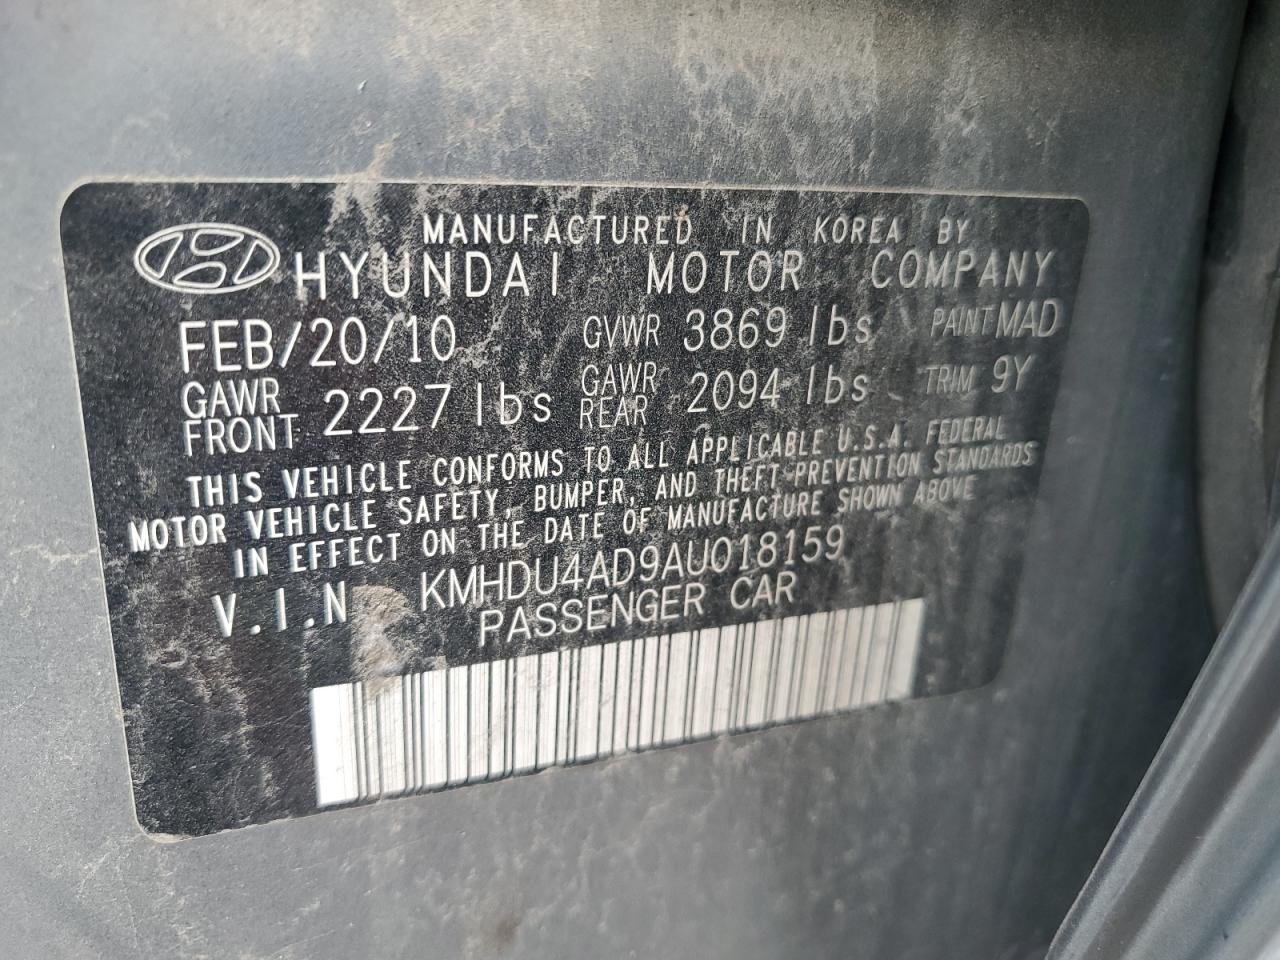 MANUFACTURED IN KOREA BY
HYUNDAI MOTOR COMPANY
FEB/20/10 GVWR 3869 lbs PAINT MAD
GAWR FRONT 2227 lbs GAWR REAR 2094 lbs TRIM 9Y
THIS VEHICLE CONFORMS TO ALL APPLICABLE U.S.A. FEDERAL
MOTOR VEHICLE SAFETY, BUMPER, AND THEFT PREVENTION STANDARDS
IN EFFECT ON THE DATE OF MANUFACTURE SHOWN ABOVE
V.I.N KMHDU4AD9AU018159
PASSENGER CAR